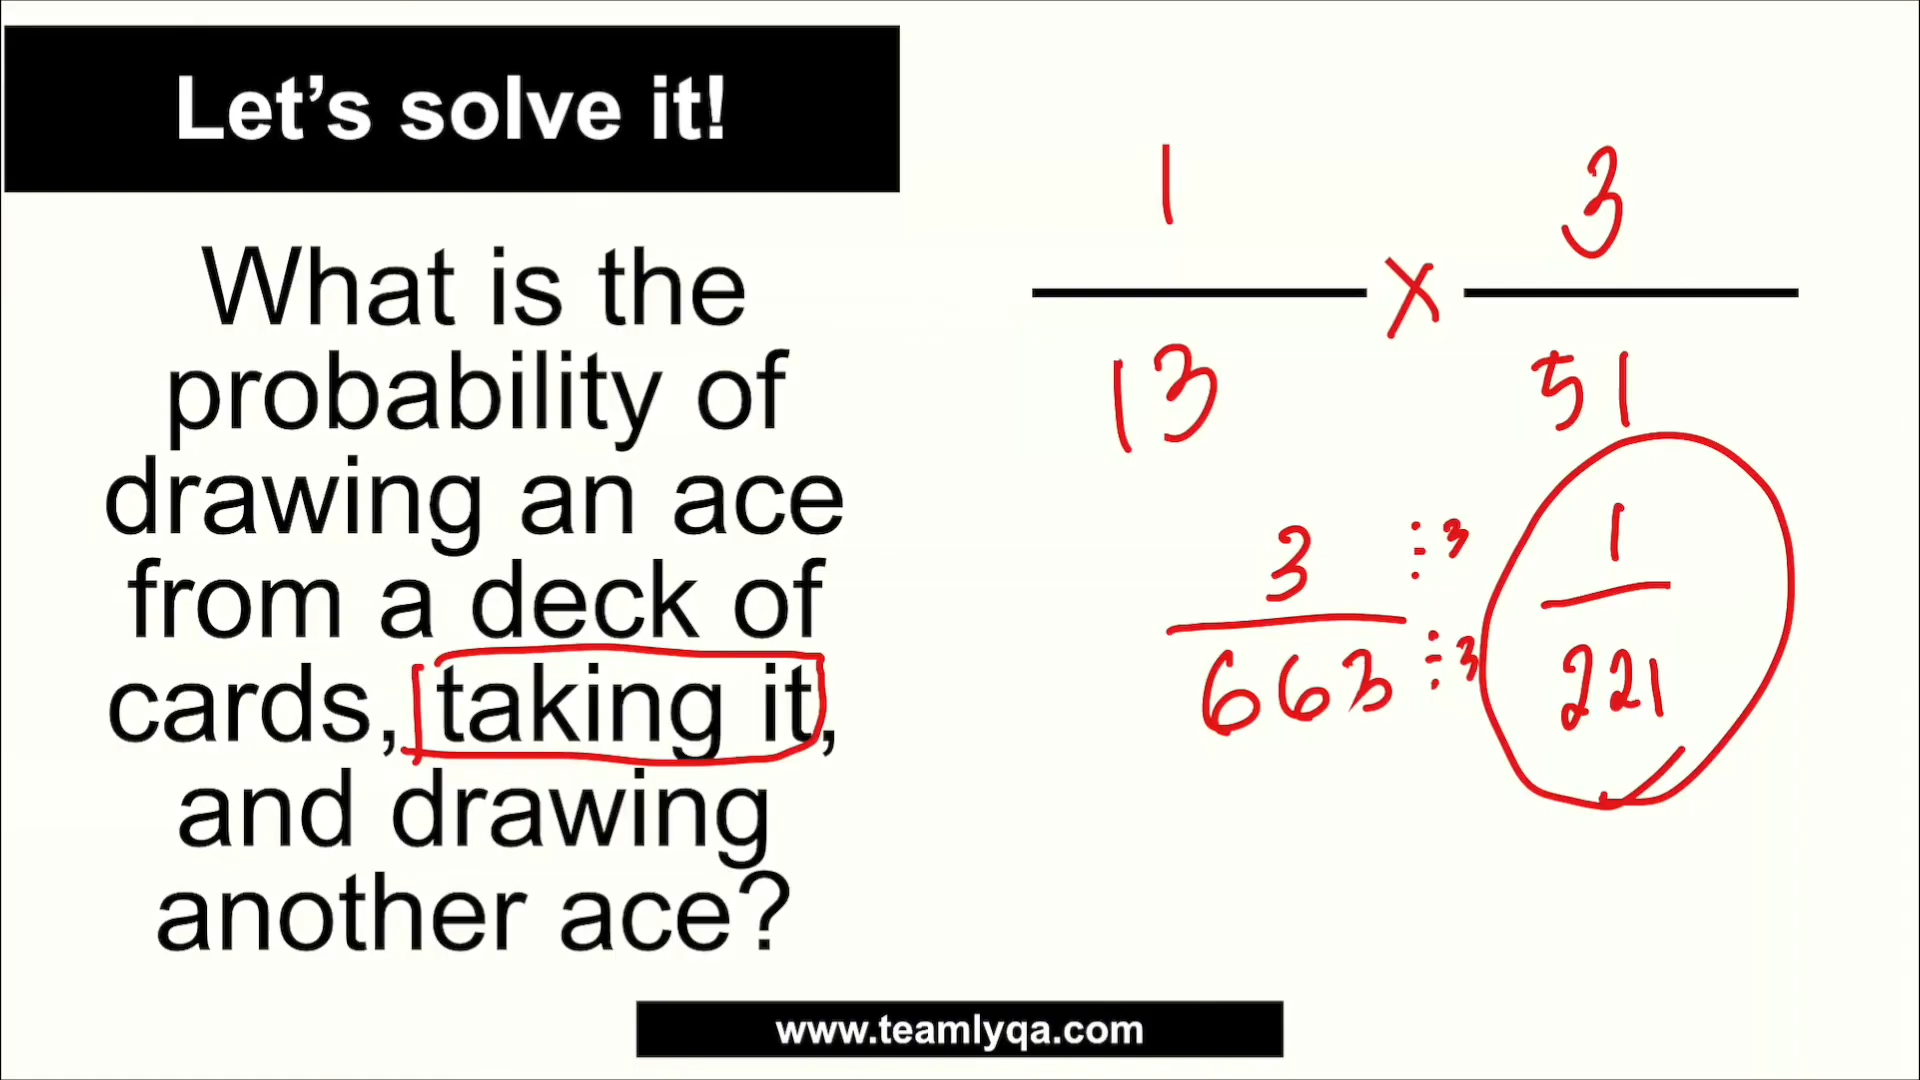 Let's solve it!
What is the
probability of
drawing an ace
from a deck of
cards, taking it,
and drawing
another ace?
1 x 3
13 51
3 ÷3
663 ÷3
1
221
www.teamlyqa.com